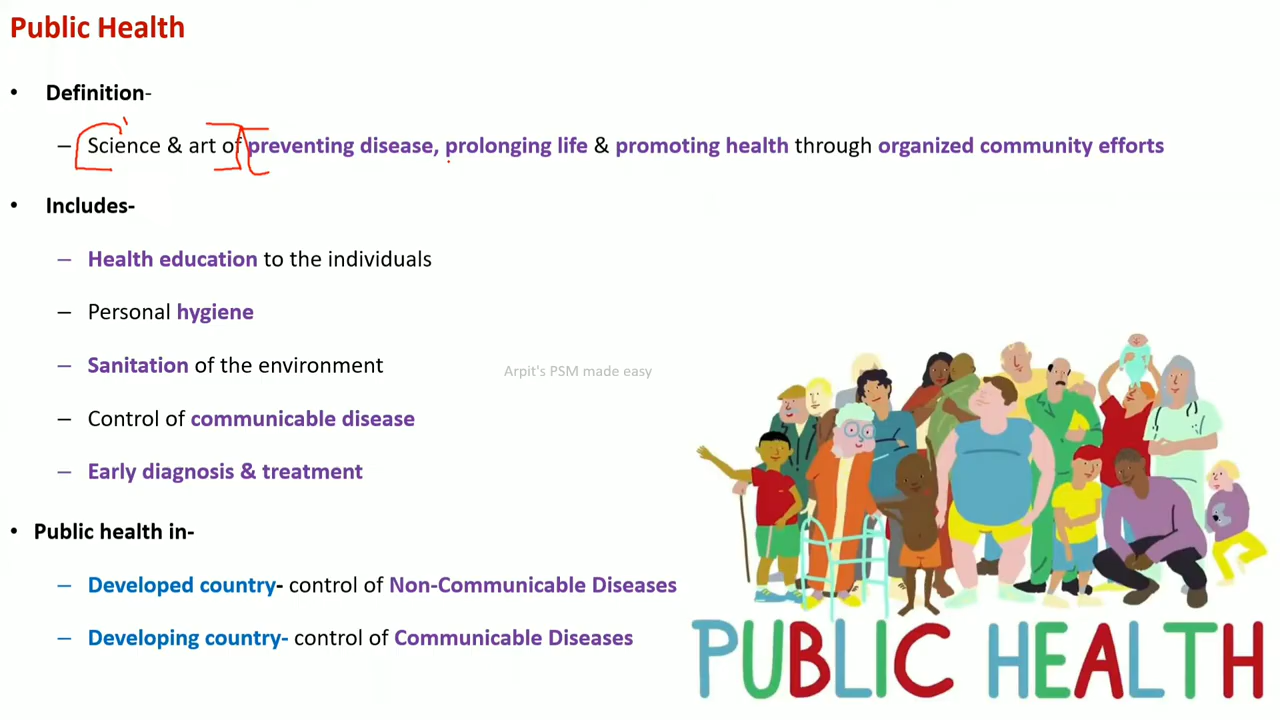 Public Health
• Definition-
– Science & art of preventing disease, prolonging life & promoting health through organized community efforts
• Includes-
– Health education to the individuals
– Personal hygiene
– Sanitation of the environment
Arpit's PSM made easy
– Control of communicable disease
– Early diagnosis & treatment
• Public health in-
– Developed country- control of Non-Communicable Diseases
– Developing country- control of Communicable Diseases
PUBLIC HEALTH